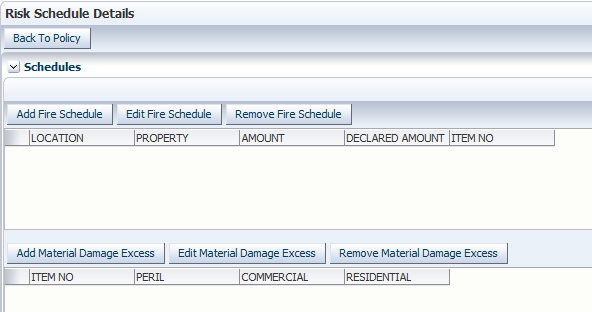 Risk Schedule Details
Back To Policy
Schedules
Add Fire Schedule Edit Fire Schedule Remove Fire Schedule
LOCATION PROPERTY AMOUNT DECLARED AMOUNT ITEM NO
Add Material Damage Excess Edit Material Damage Excess Remove Material Damage Excess
ITEM NO PERIL COMMERCIAL RESIDENTIAL